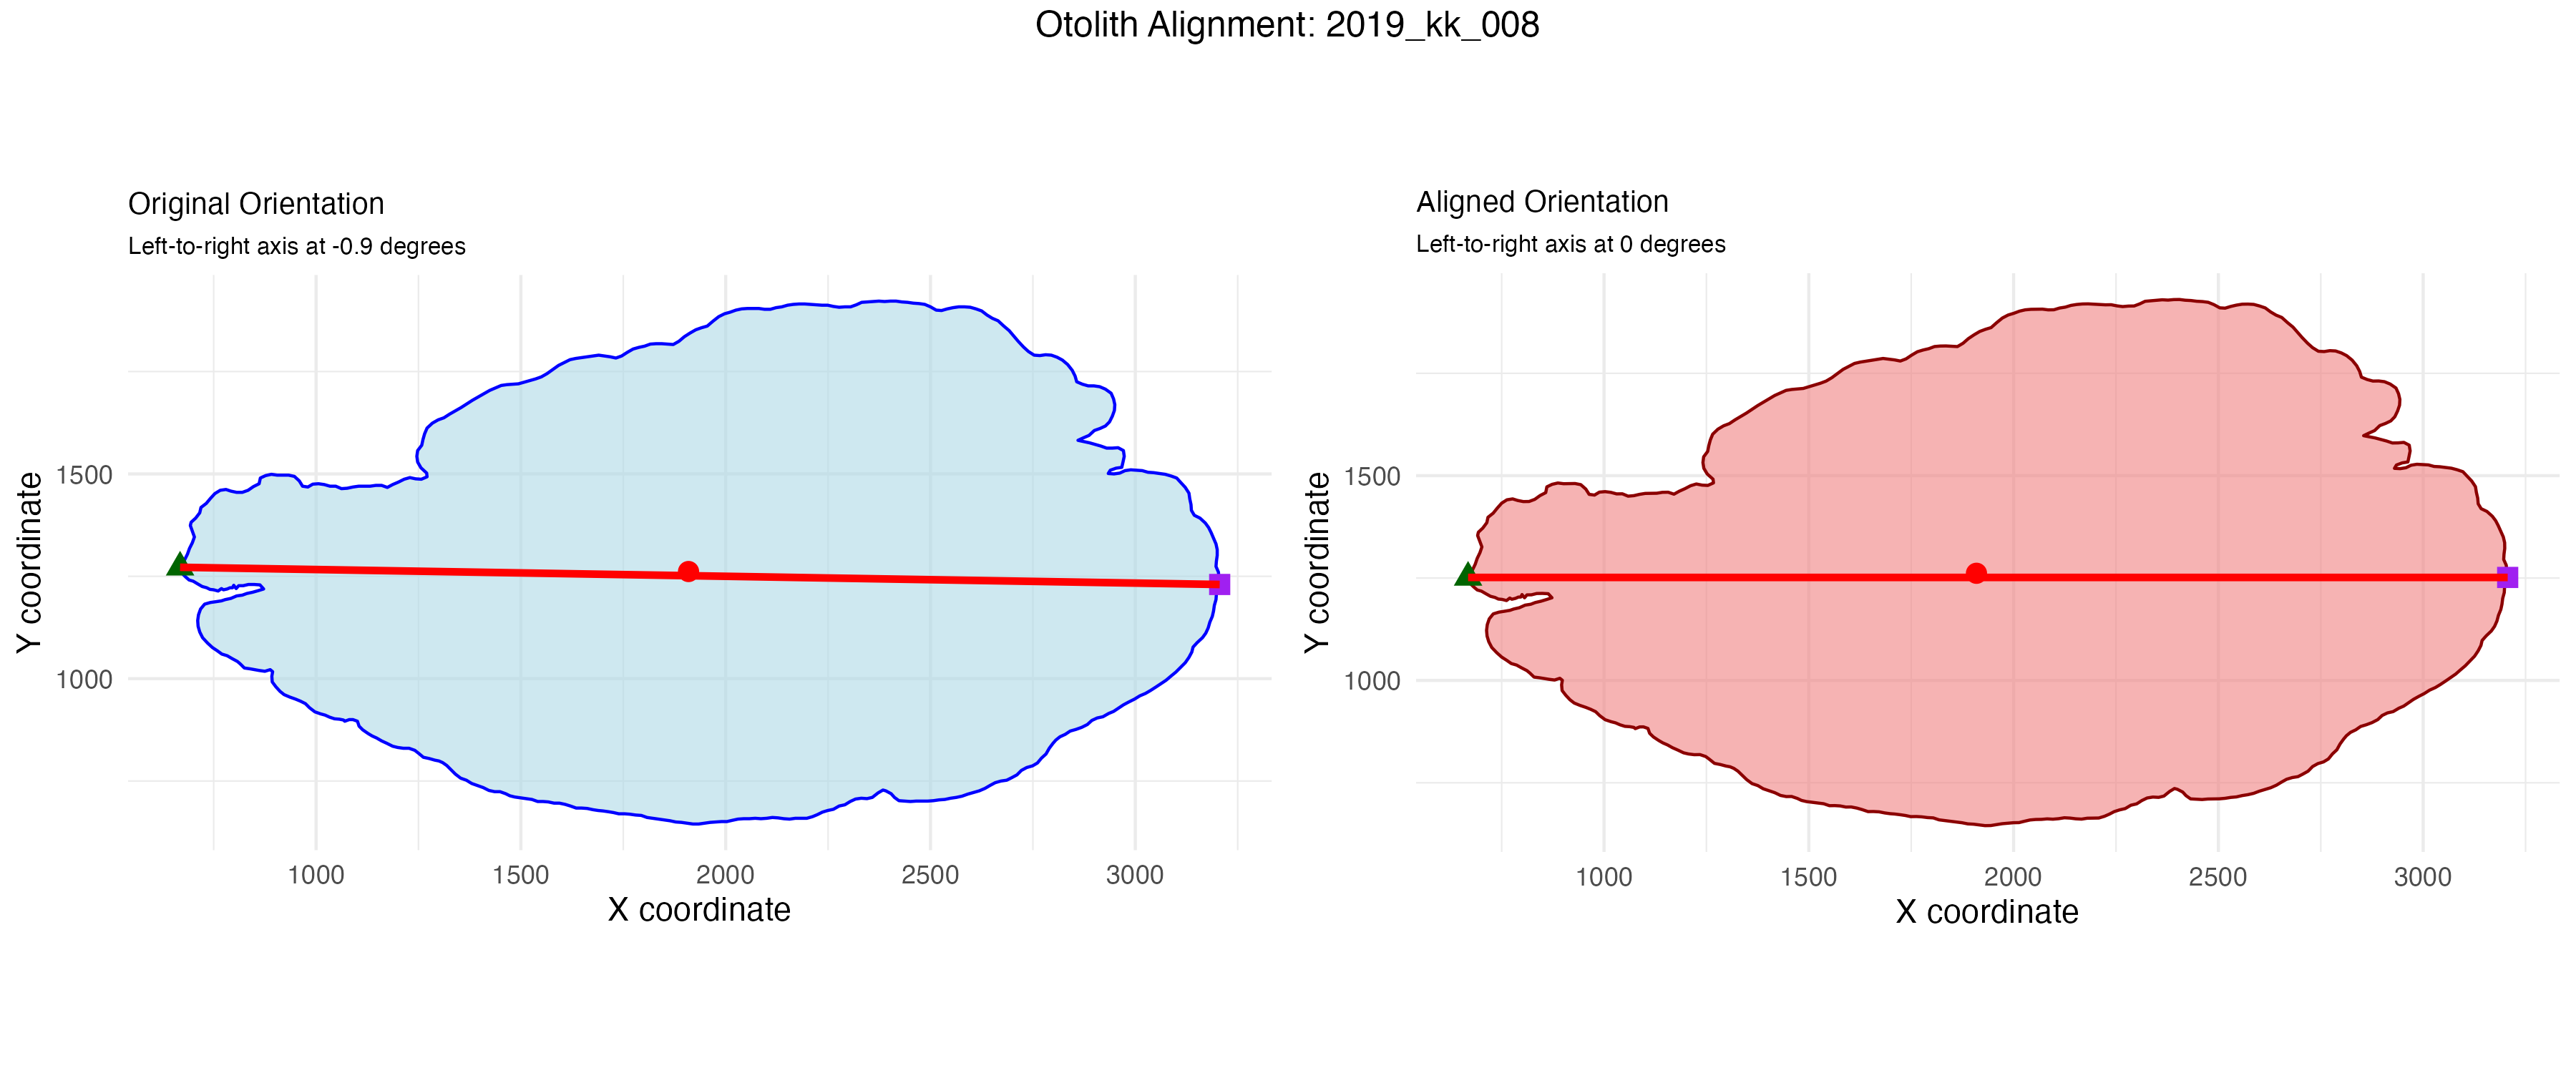 Otolith Alignment: 2019_kk_008
Original Orientation
Left-to-right axis at -0.9 degrees
Y coordinate
1500
1000
1000 1500 2000 2500 3000
X coordinate
Aligned Orientation
Left-to-right axis at 0 degrees
Y coordinate
1500
1000
1000 1500 2000 2500 3000
X coordinate